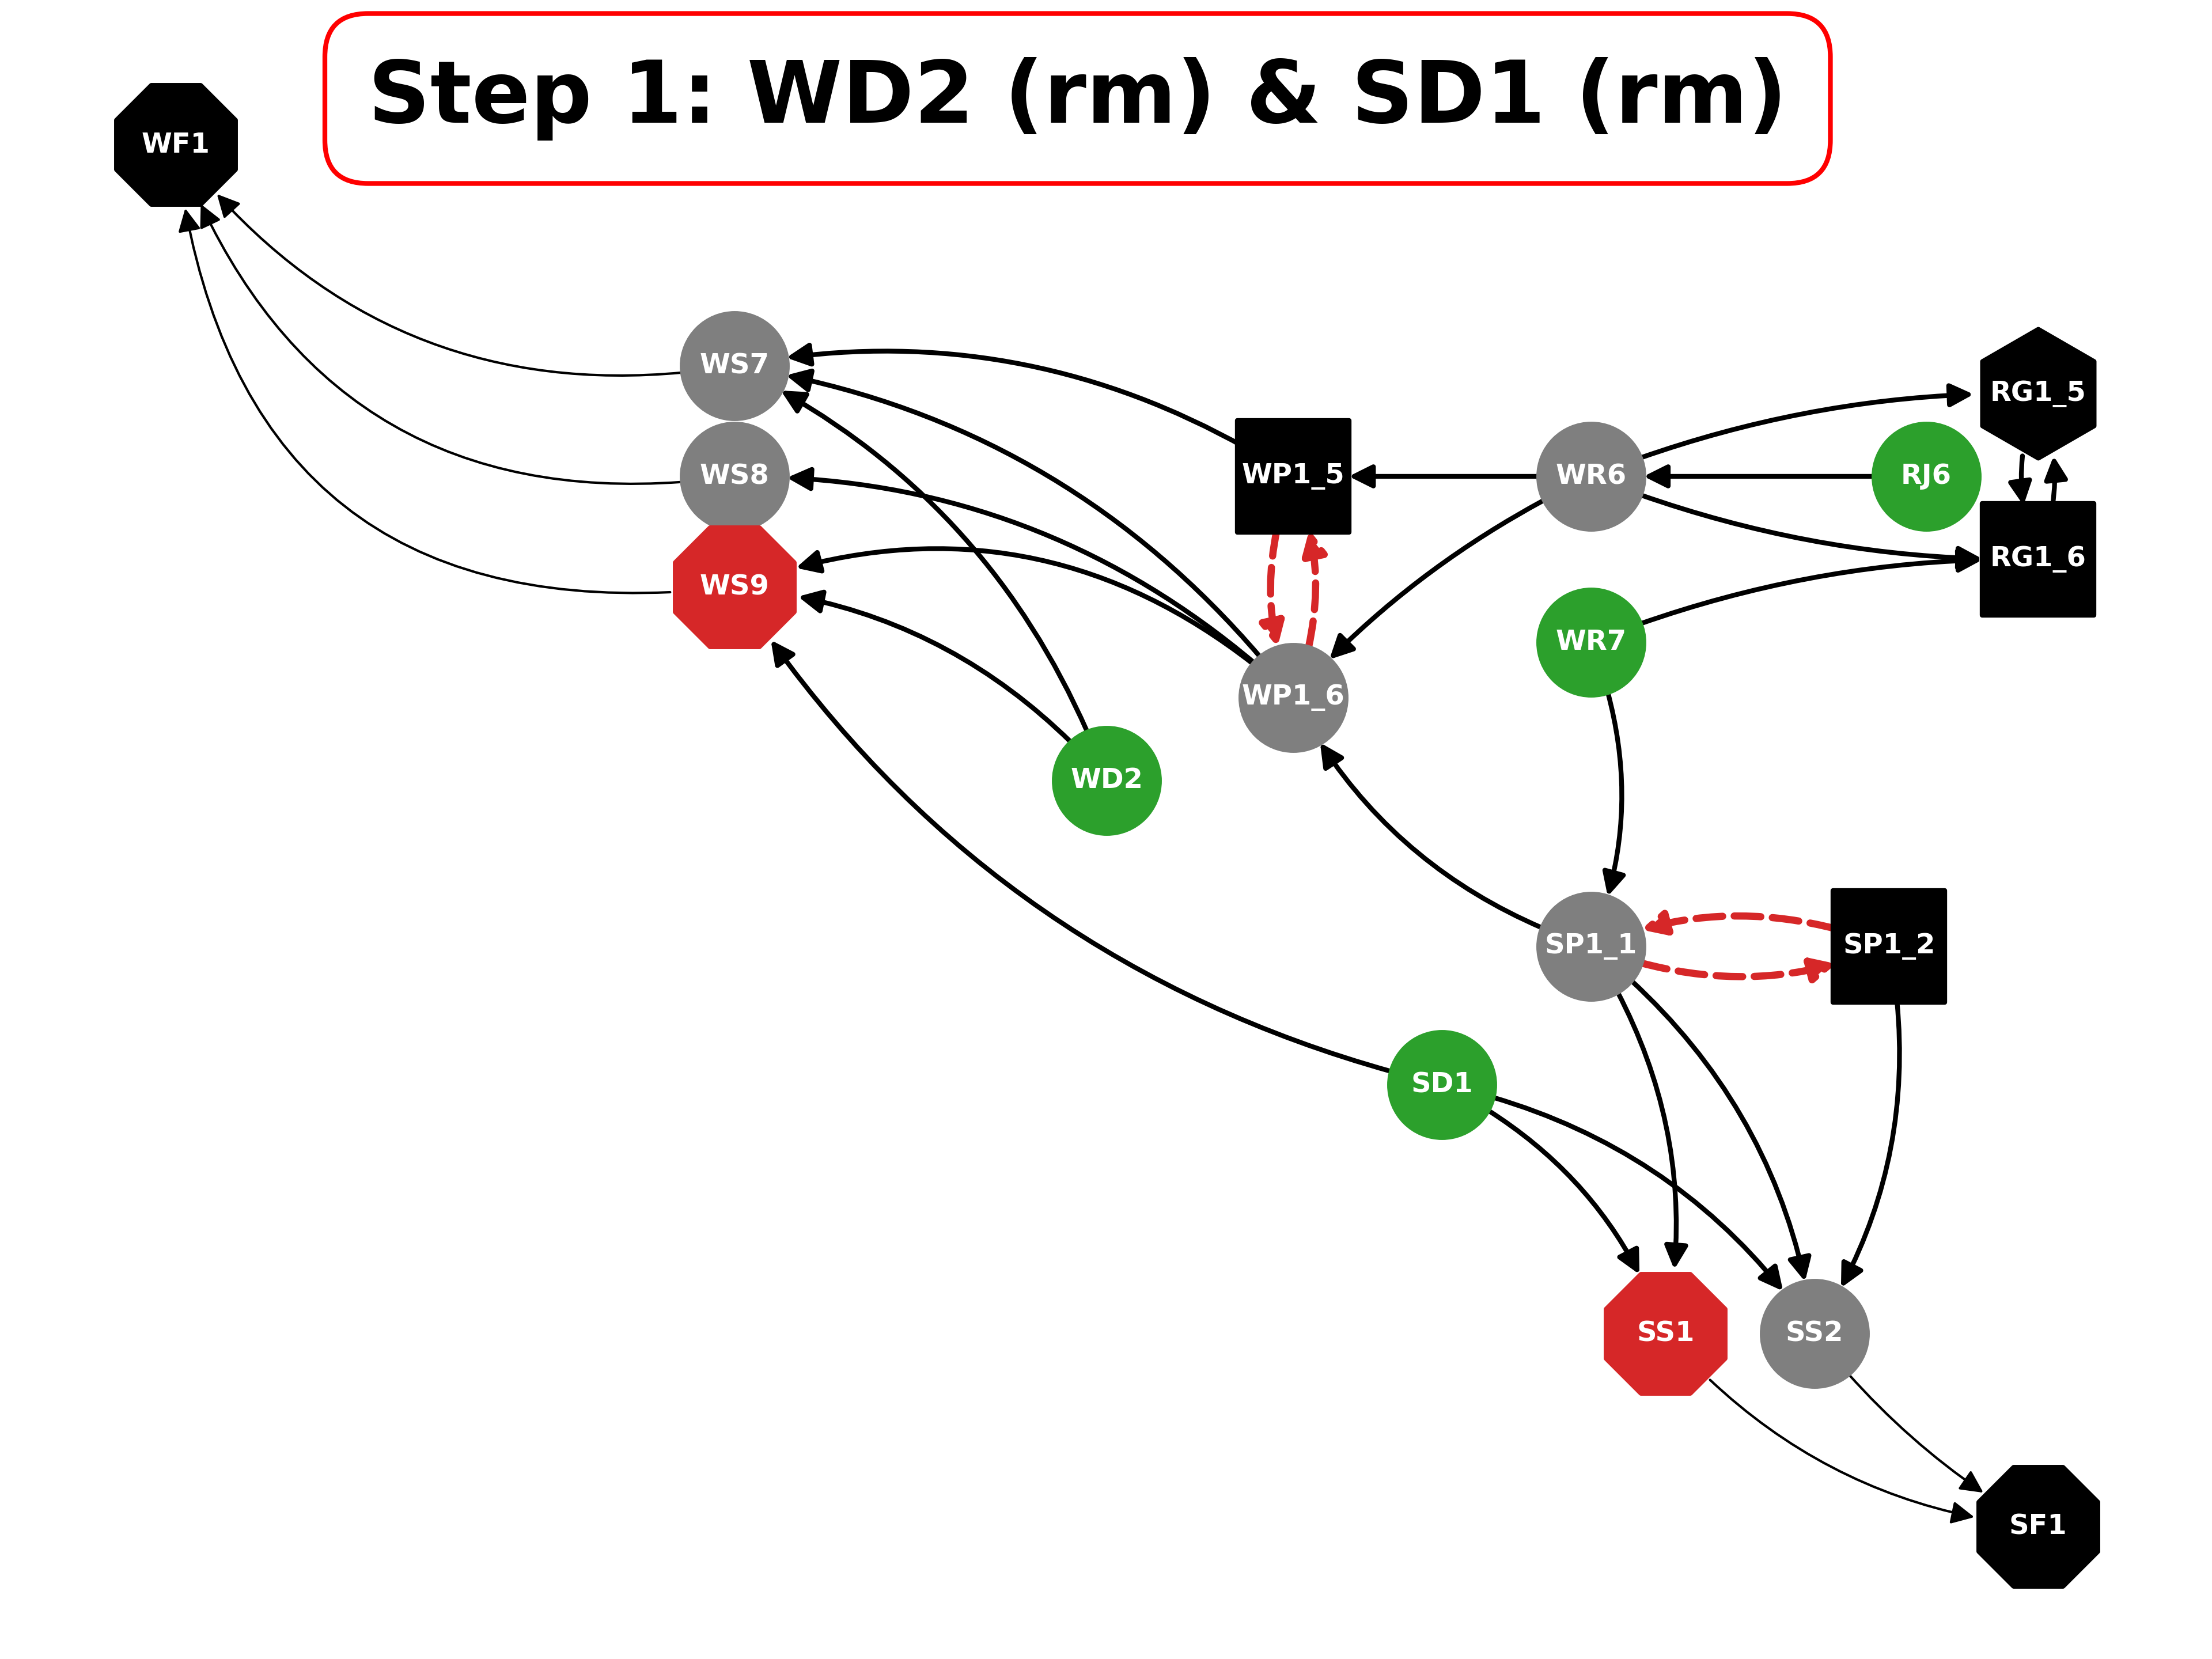 Step 1: WD2 (rm) & SD1 (rm)
WF1
WS7
RG1_5
WS8
WP1_5
WR6
RJ6
RG1_6
WS9
WR7
WP1_6
WD2
SP1_1
SP1_2
SD1
SS1
SS2
SF1